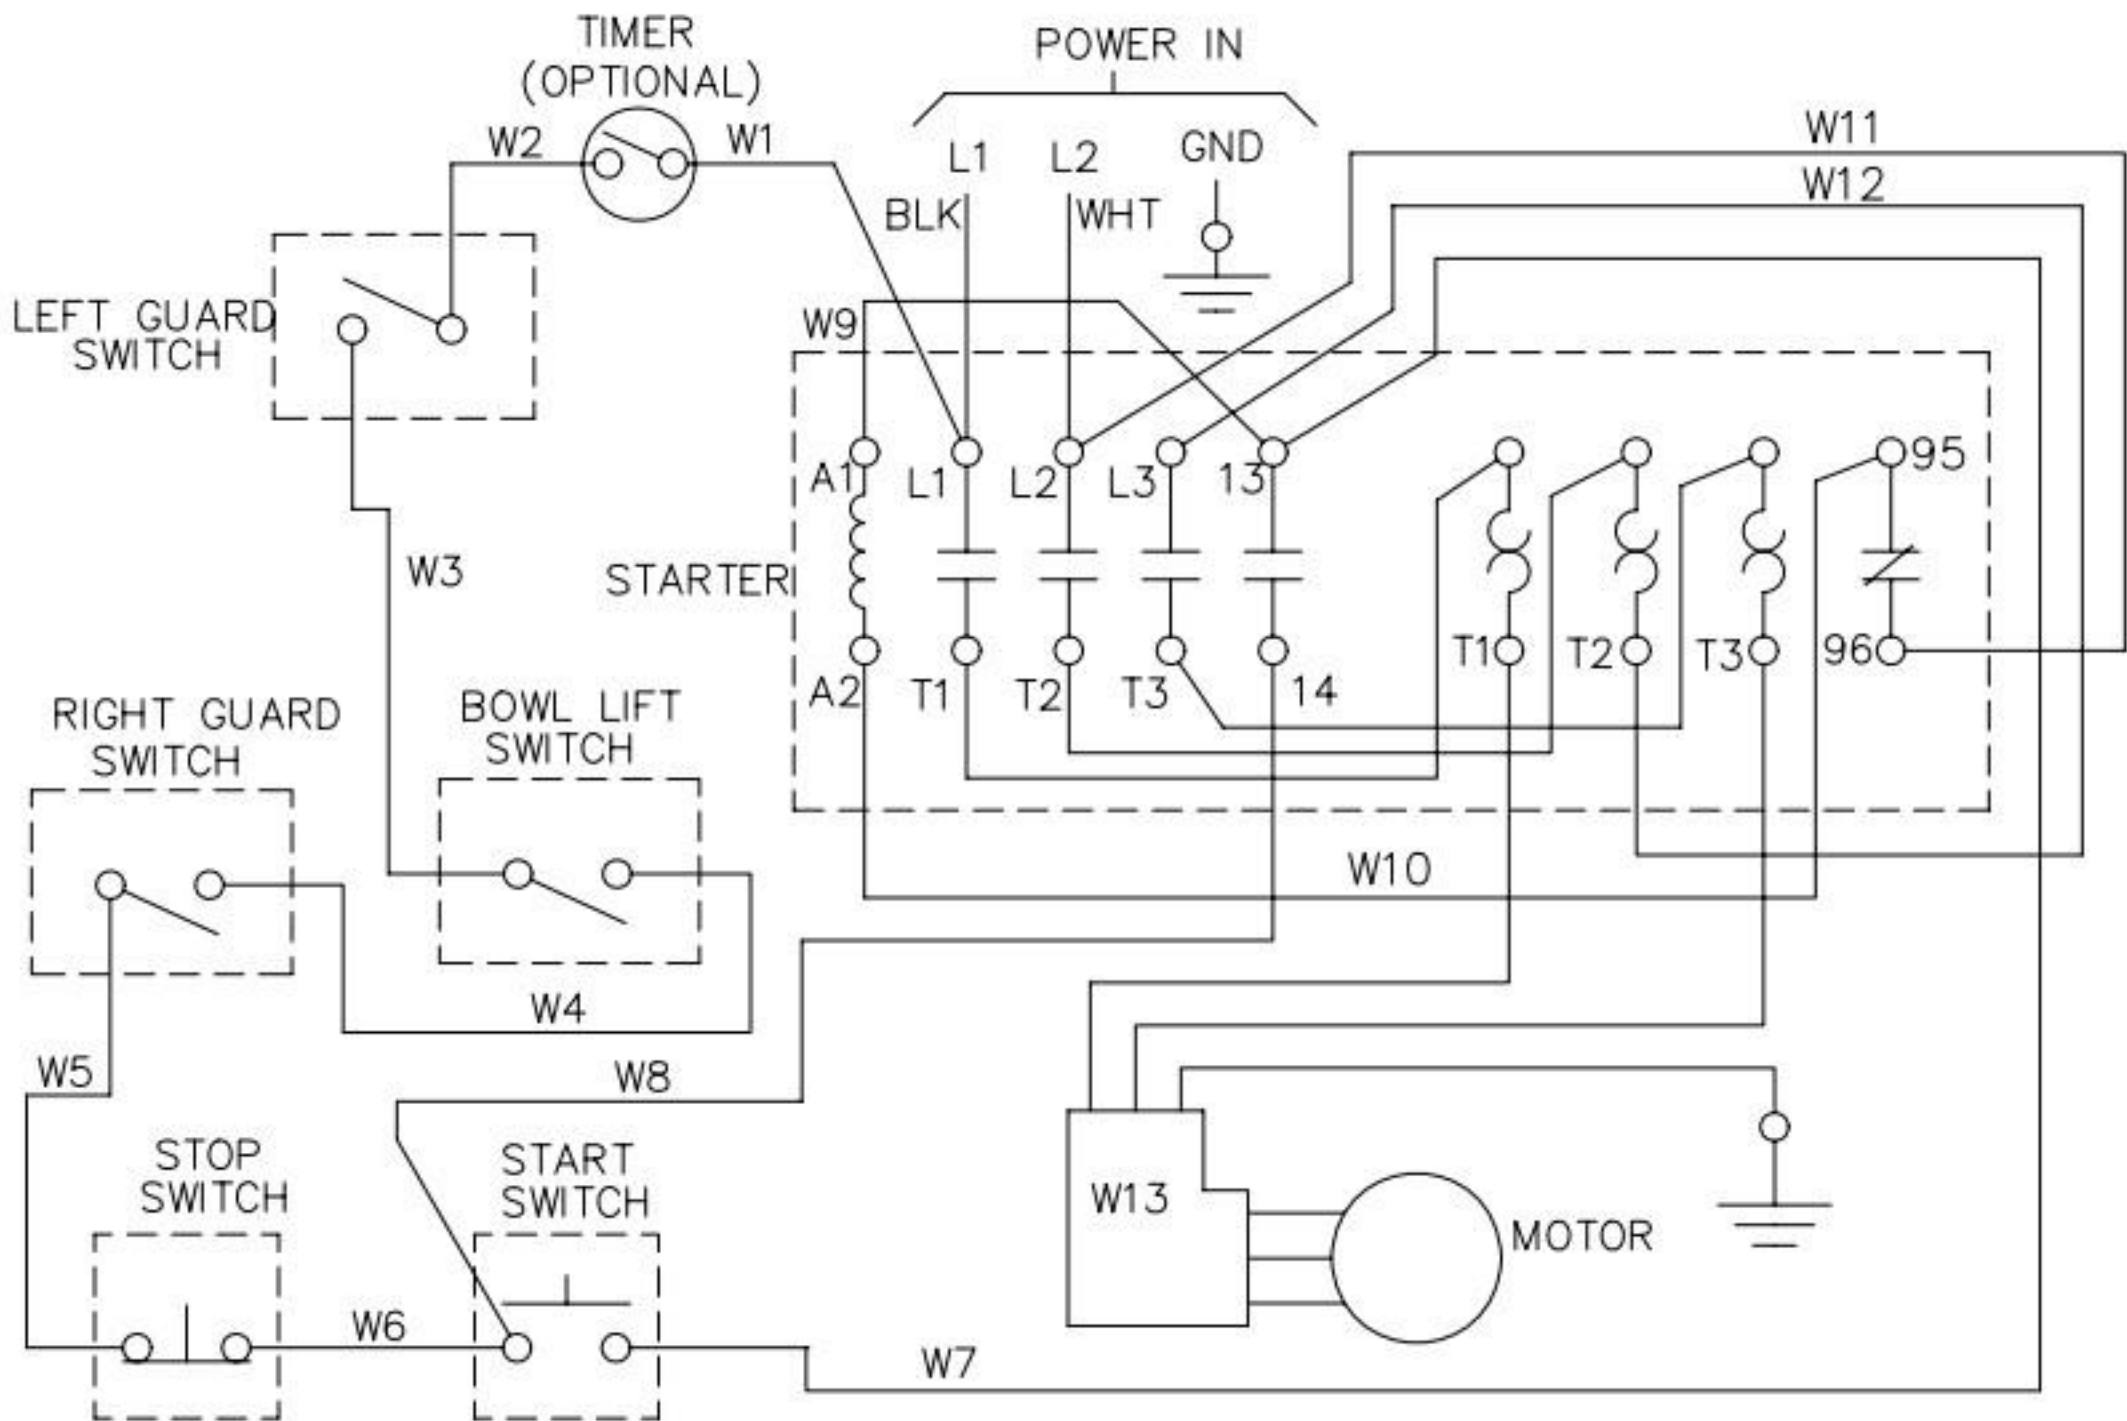 TIMER
(OPTIONAL)
POWER IN
W2
W1
L1
L2
GND
BLK
WHT
W11
W12
LEFT GUARD
SWITCH
W9
A1
L1
L2
L3
13
95
W3
STARTER
A2
T1
T2
T3
14
T1
T2
T3
96
RIGHT GUARD
SWITCH
BOWL LIFT
SWITCH
W10
W4
W5
W8
STOP
SWITCH
START
SWITCH
W13
MOTOR
W6
W7